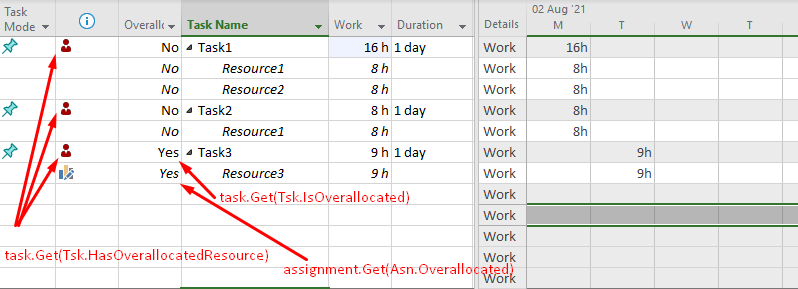 Task Mode Overallo Task Name Work Duration Details 02 Aug '21
M T W T
No Task1 16 h 1 day Work 16h
No Resource1 8 h Work 8h
No Resource2 8 h Work 8h
No Task2 8 h 1 day Work 8h
No Resource1 8 h Work 8h
Yes Task3 9 h 1 day Work 9h
Yes Resource3 9 h Work 9h
task.Get(Tsk.IsOverallocated) Work
Work
Work
task.Get(Tsk.HasOverallocatedResource) Work
assignment.Get(Asn.Overallocated) Work
Work